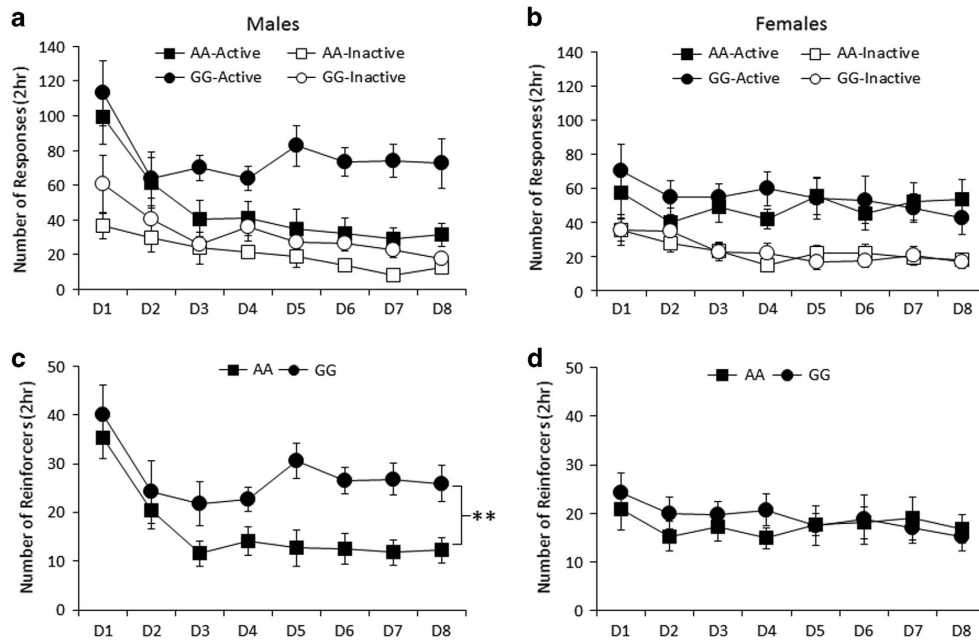 a
Males
AA-Active AA-Inactive
GG-Active GG-Inactive
Number of Responses (2hr)
140
120
100
80
60
40
20
0
D1 D2 D3 D4 D5 D6 D7 D8
b
Females
AA-Active AA-Inactive
GG-Active GG-Inactive
Number of Responses (2hr)
140
120
100
80
60
40
20
0
D1 D2 D3 D4 D5 D6 D7 D8
c
AA GG
Number of Reinforcers (2hr)
50
40
30
20
10
0
**
D1 D2 D3 D4 D5 D6 D7 D8
d
AA GG
Number of Reinforcers (2hr)
50
40
30
20
10
0
D1 D2 D3 D4 D5 D6 D7 D8